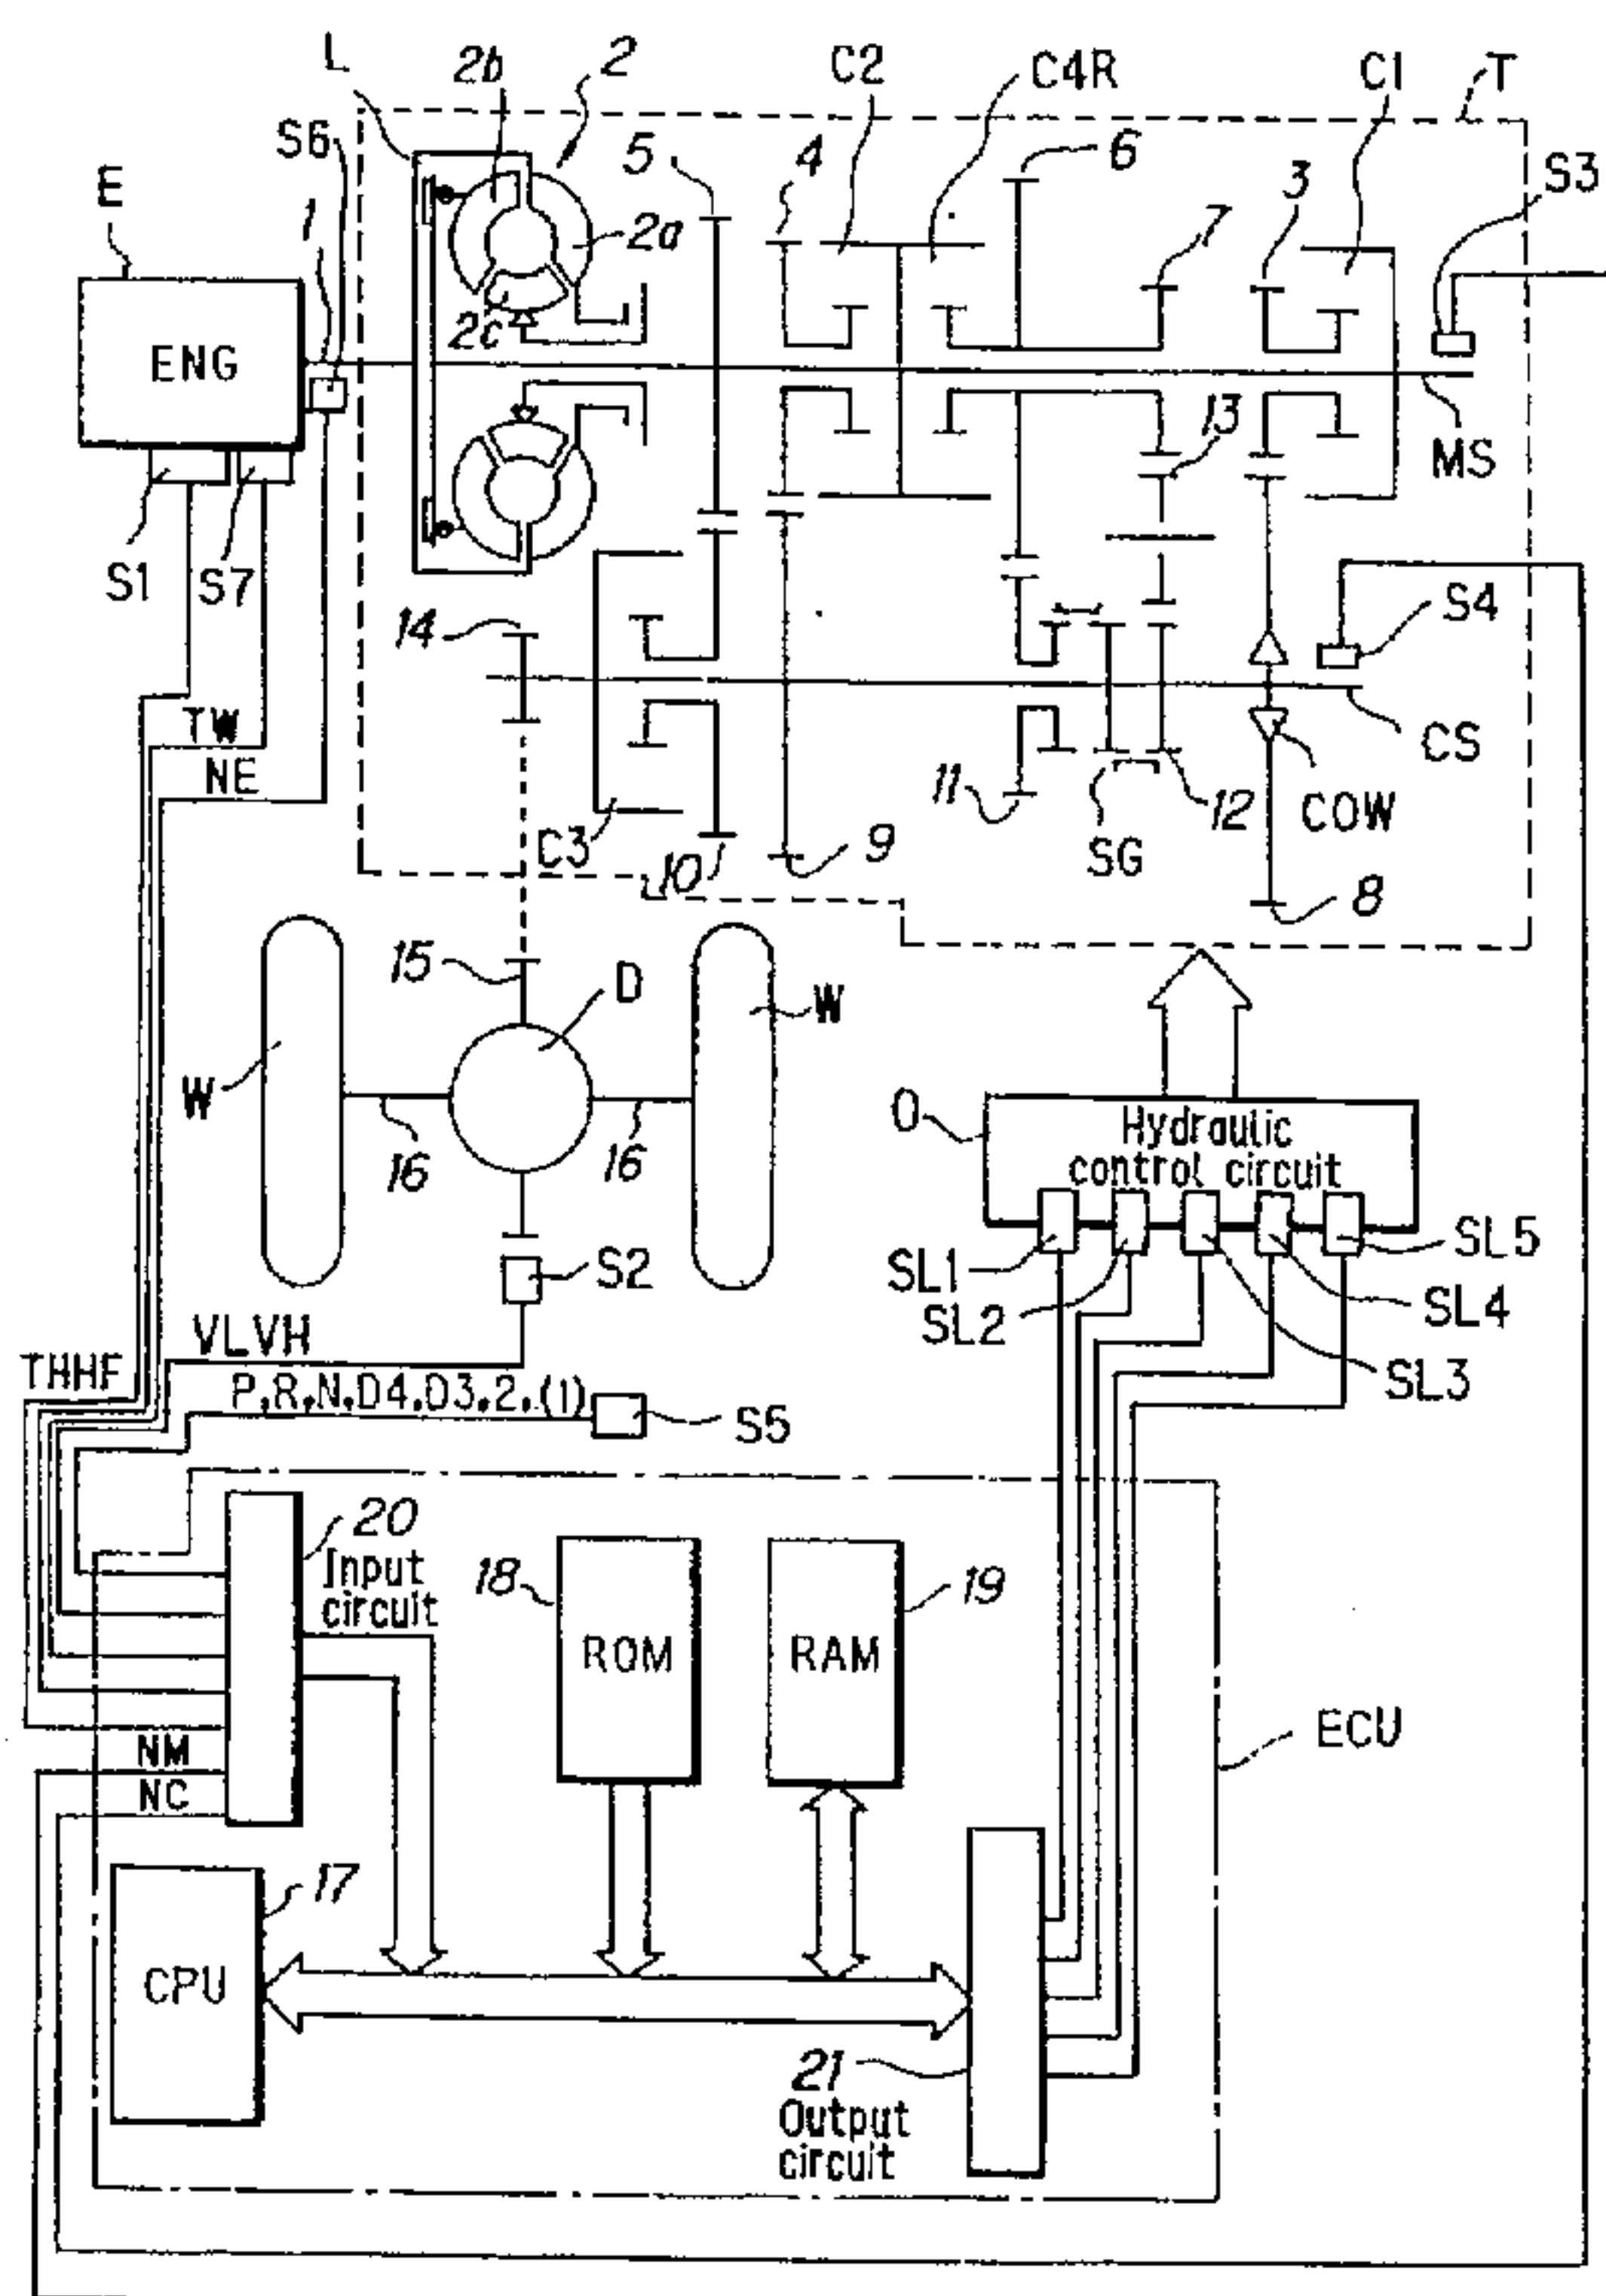 L
2b
2
C2
C4R
C1
T
S6
5
4
6
3
S3
E
1
7
2a
2c
ENG
13
MS
S1
S7
14
S4
TW
NE
CS
11
12
COW
C3
10
9
SG
8
15
D
W
W
O
Hydraulic
control circuit
16
16
S2
SL1
SL5
SL2
SL4
VLVH
THHF
SL3
P.R.N.D4.D3.2.(1)
S5
20
Input
circuit
18
19
ROM
RAM
ECU
NM
NC
17
CPU
21
Output
circuit